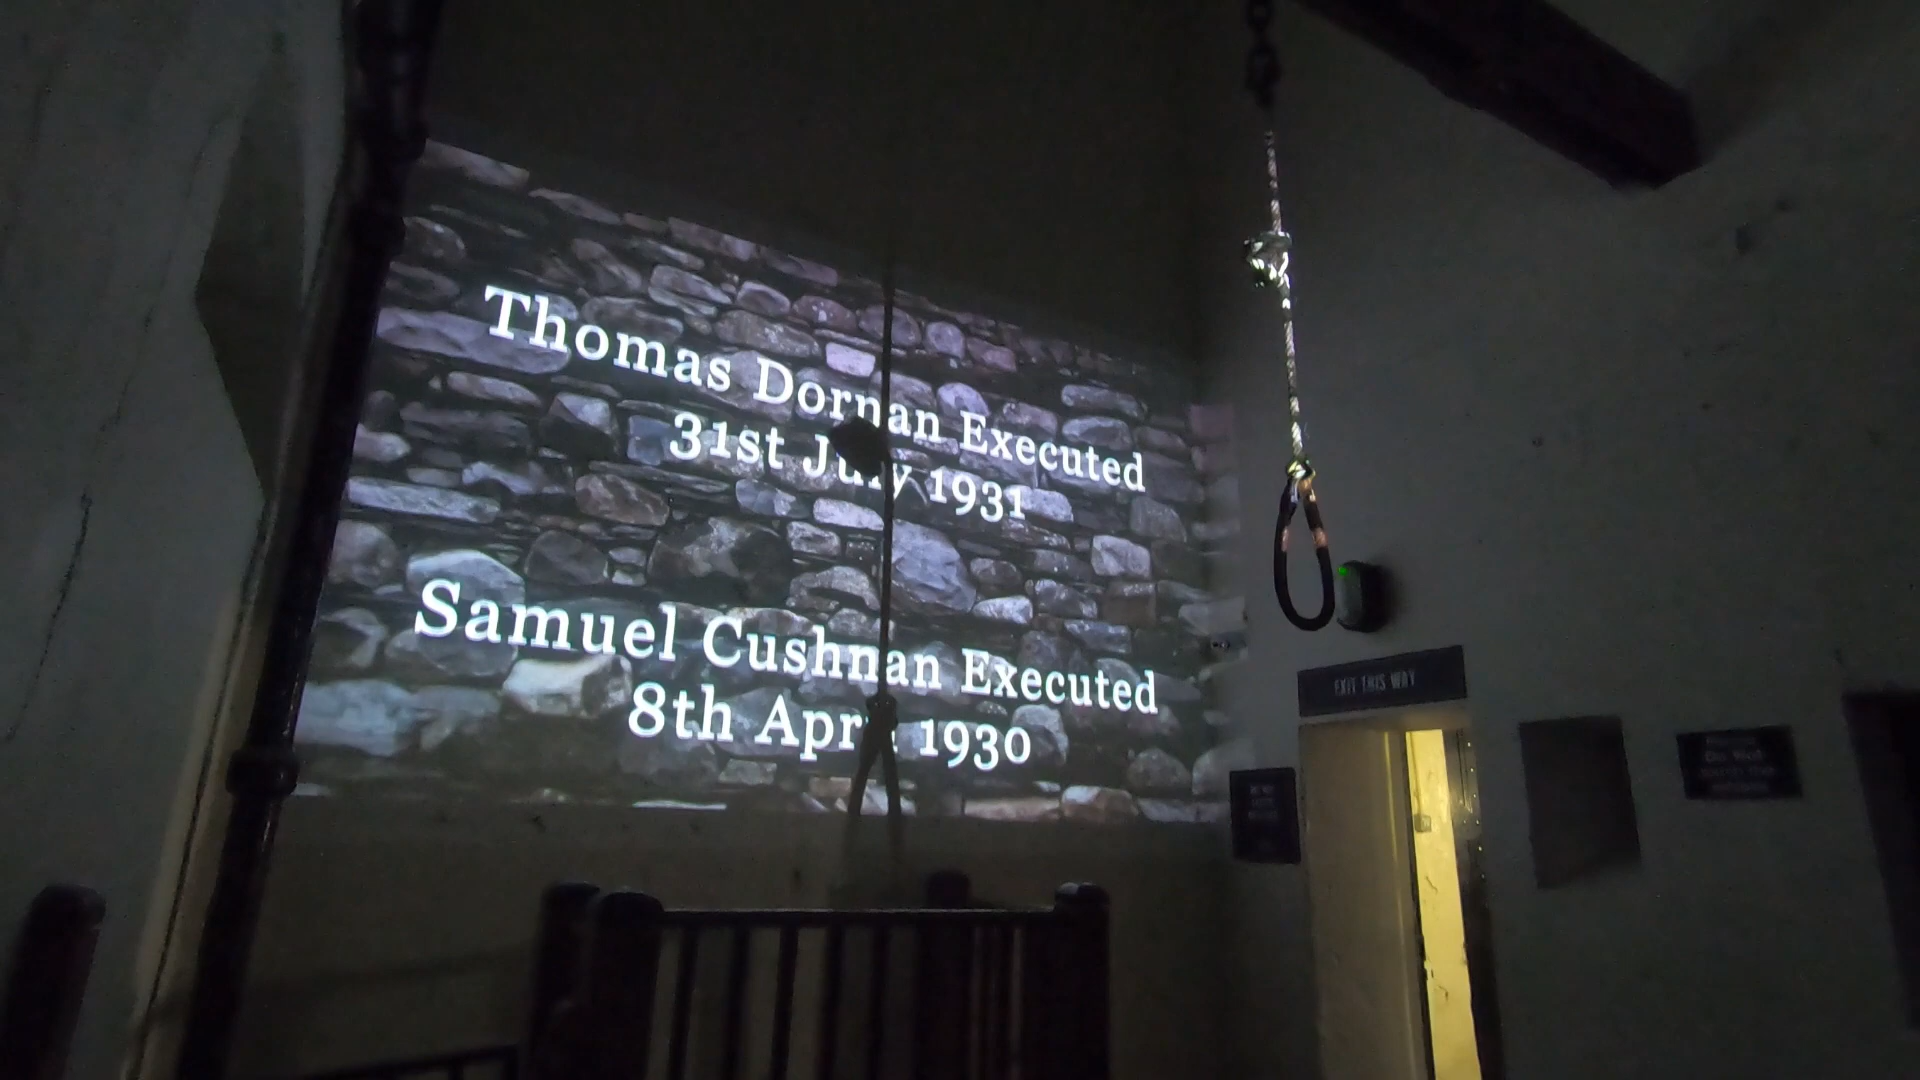 Thomas Dornan Executed
31st July 1931
Samuel Cushnan Executed
8th April 1930
EXIT THIS WAY